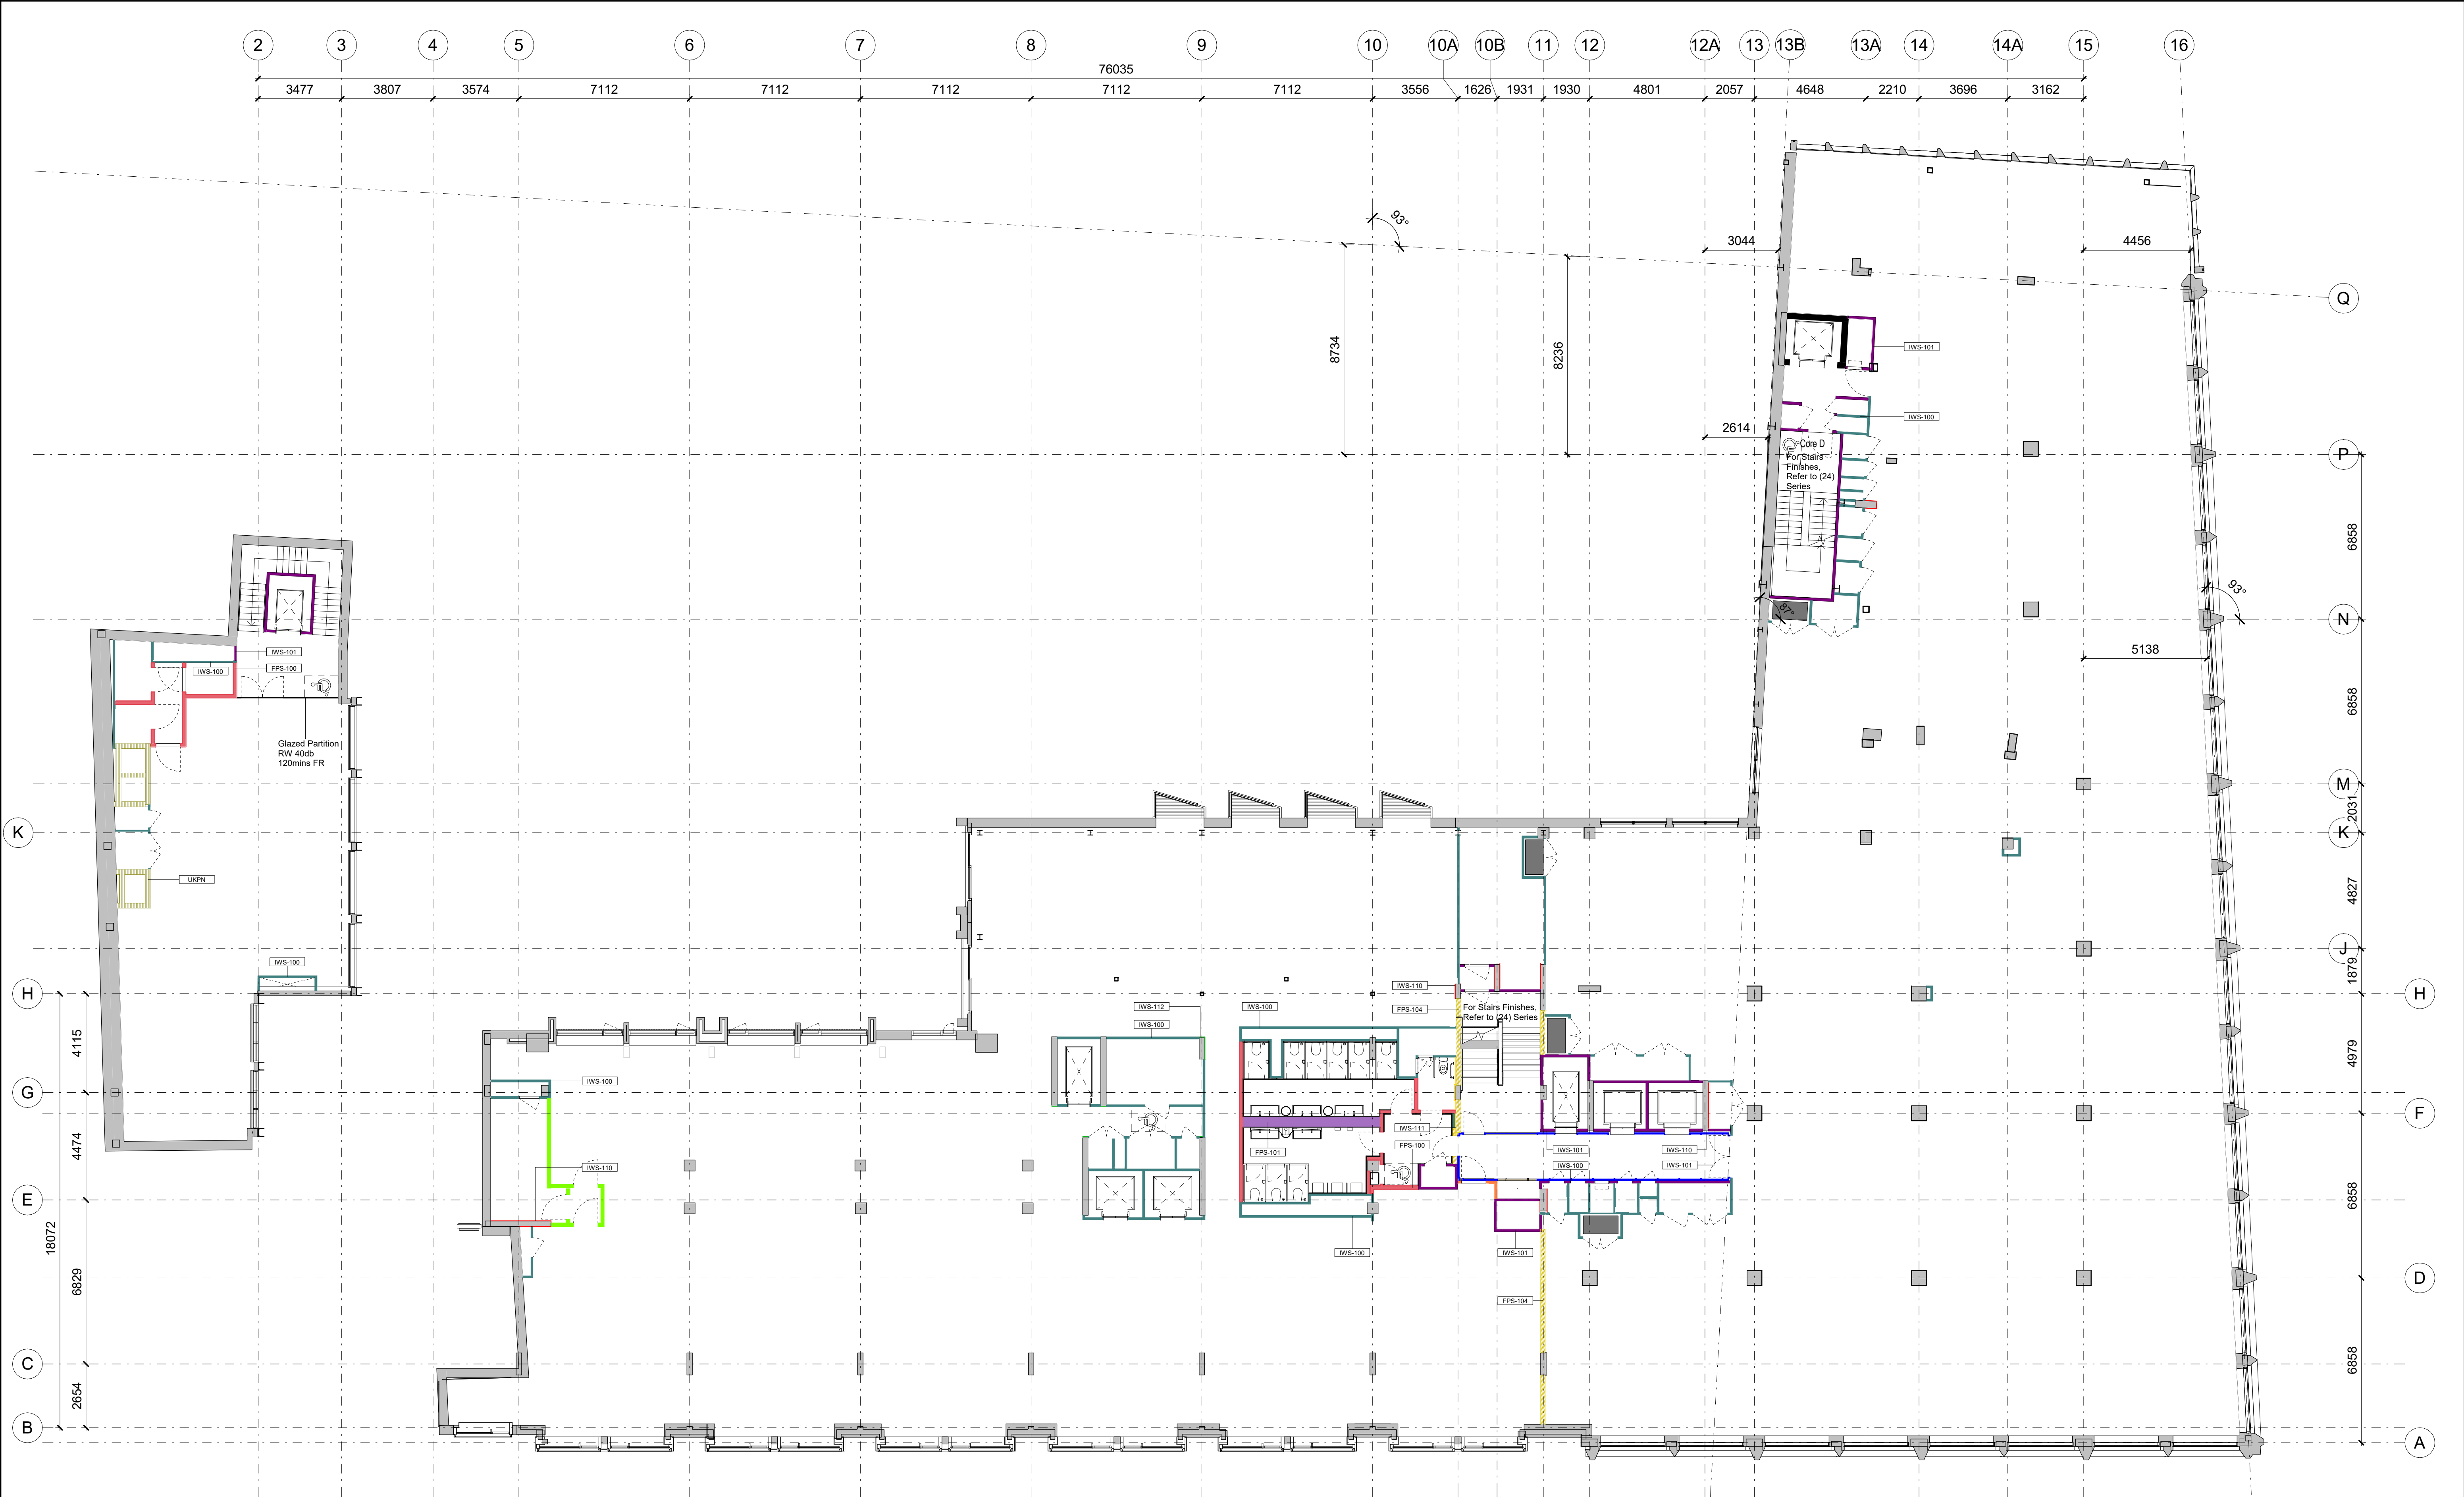 2 3 4 5 6 7 8 9 10 10A 10B 11 12 12A 13 13B 13A 14 14A 15 16
76035
3477 3807 3574 7112 7112 7112 7112 7112 3556 1626 1931 1930 4801 2057 4648 2210 3696 3162
93°
3044
4456
Q
8734
8236
IWS-101
IWS-100
2614
Core D
For Stairs
Finishes,
Refer to (24)
Series
P
6858
93°
87°
N
IWS-101
FPS-100
IWS-100
5138
6858
Glazed Partition
RW 40db
120mins FR
M
2031
K
K
UKPN
4827
J
IWS-100
1879
H
H
IWS-110
IWS-112
IWS-100
FPS-104
For Stairs Finishes,
Refer to (24) Series
IWS-100
4115
4979
IWS-100
G
F
IWS-111
4474
FPS-100
FPS-101
IWS-101
IWS-110
IWS-100
IWS-101
IWS-110
6858
E
18072
IWS-100
IWS-101
6829
D
FPS-104
C
6858
2654
B
A